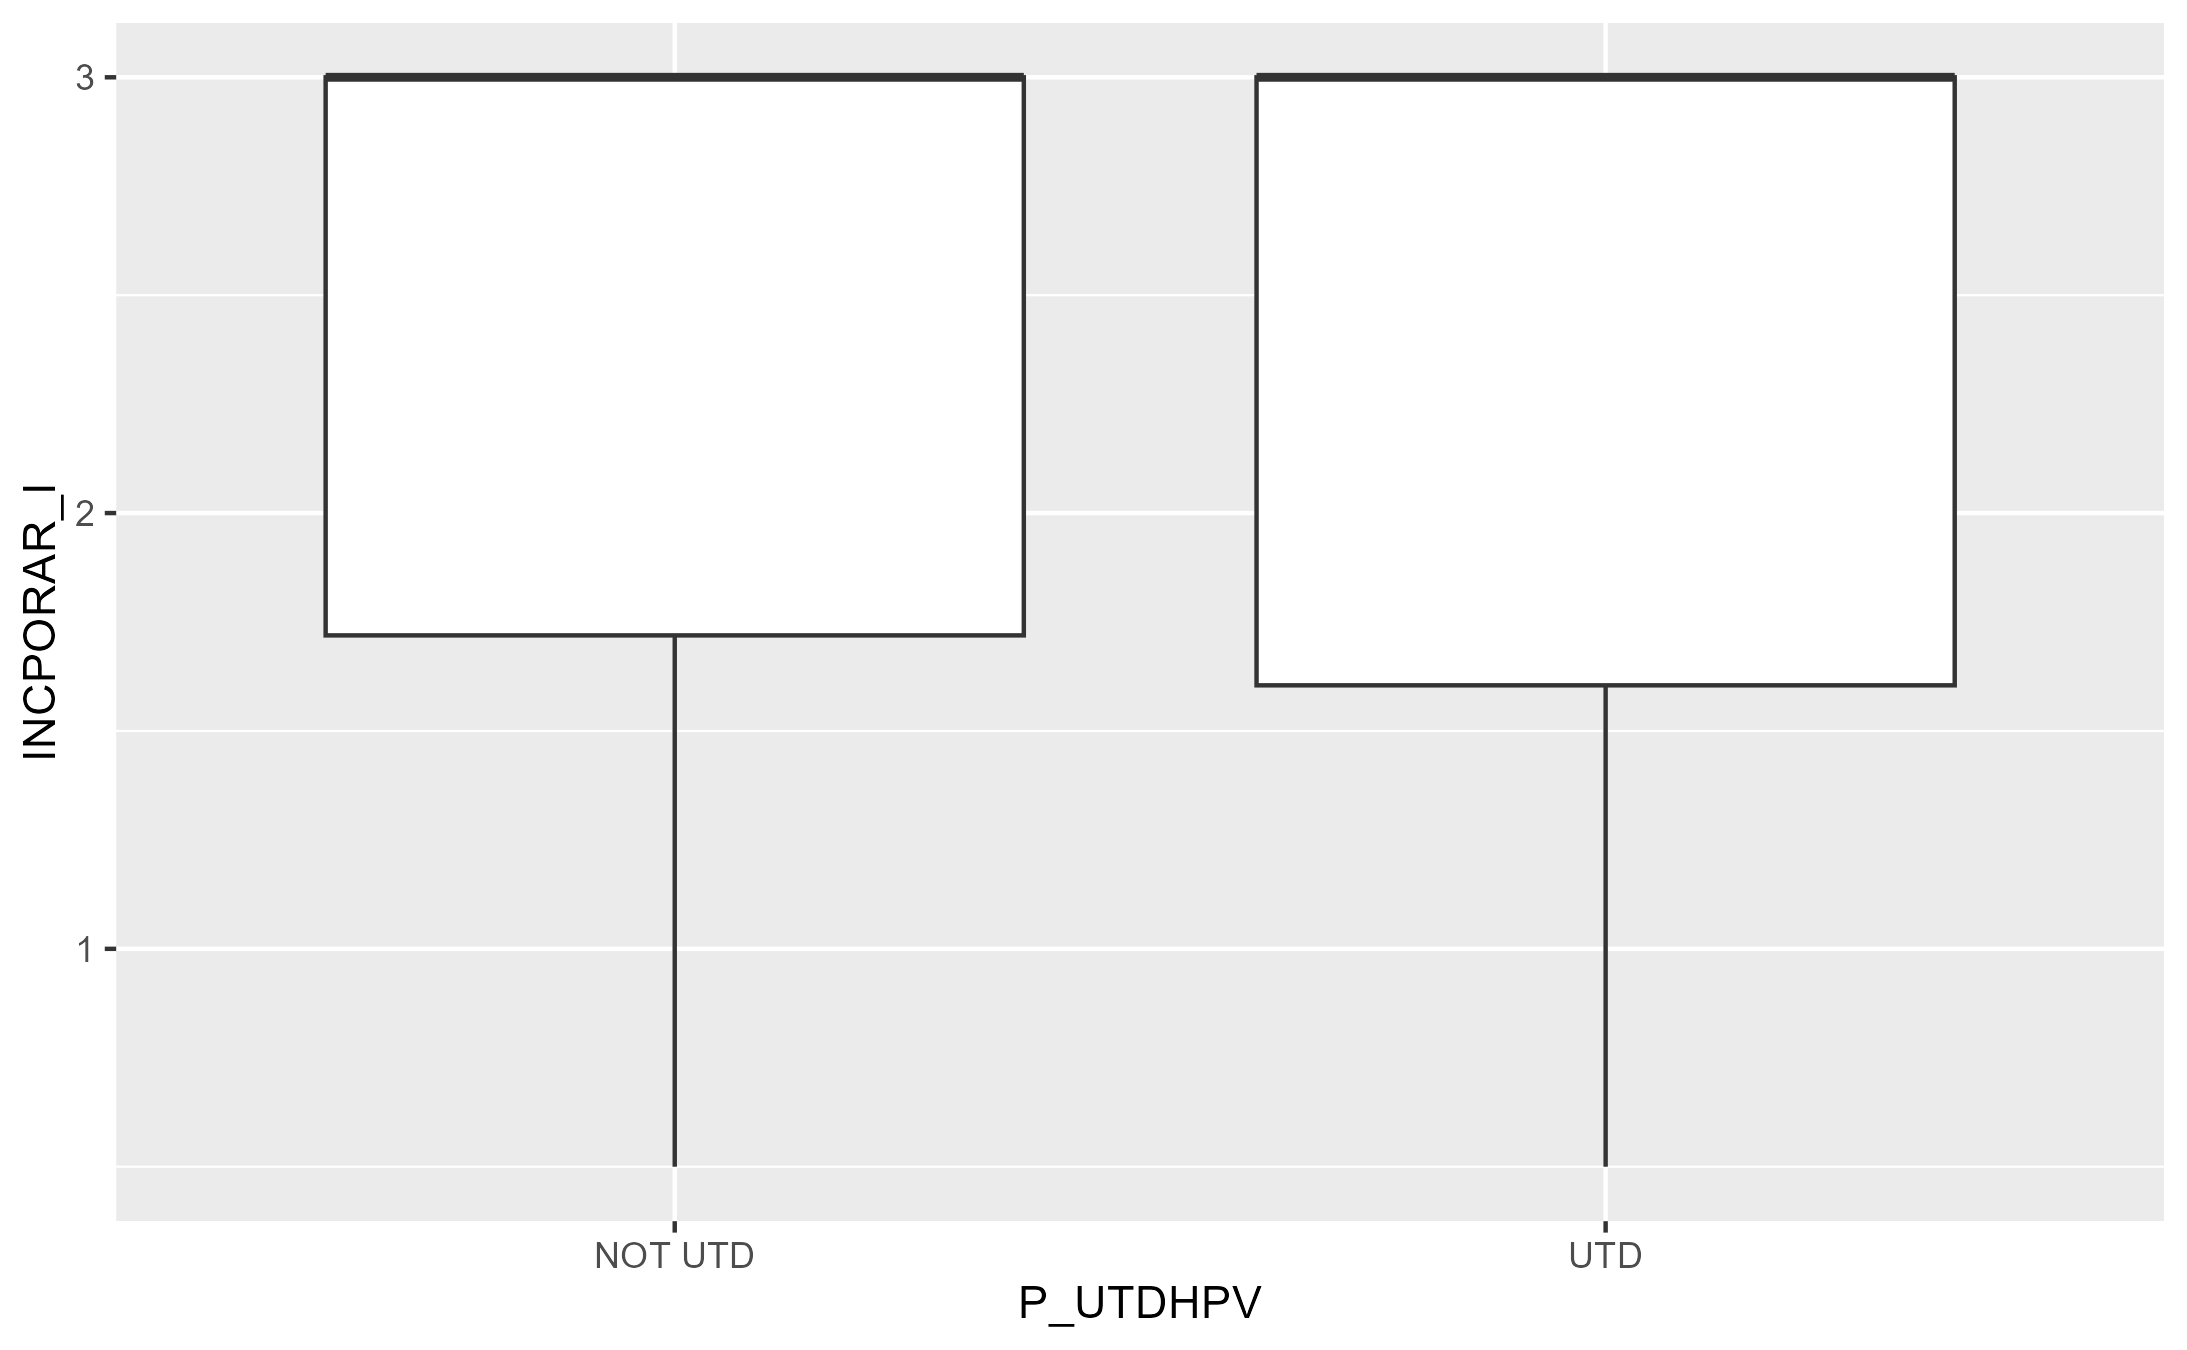 INCPORAR_I
3
2
1
NOT UTD
UTD
P_UTDHPV